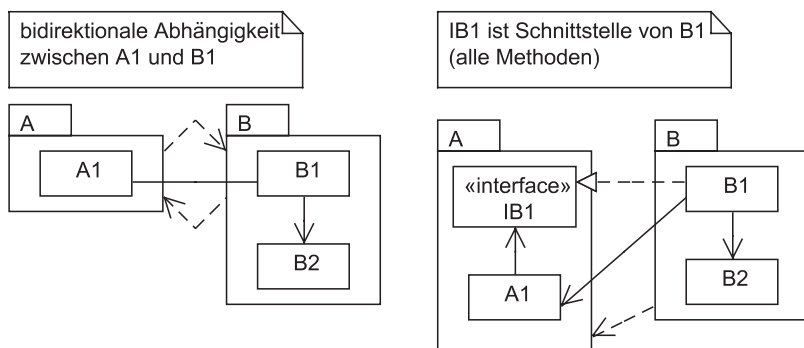 bidirektionale Abhängigkeit
zwischen A1 und B1
A
B
A1
B1
B2
IB1 ist Schnittstelle von B1
(alle Methoden)
A
B
«interface»
IB1
B1
A1
B2